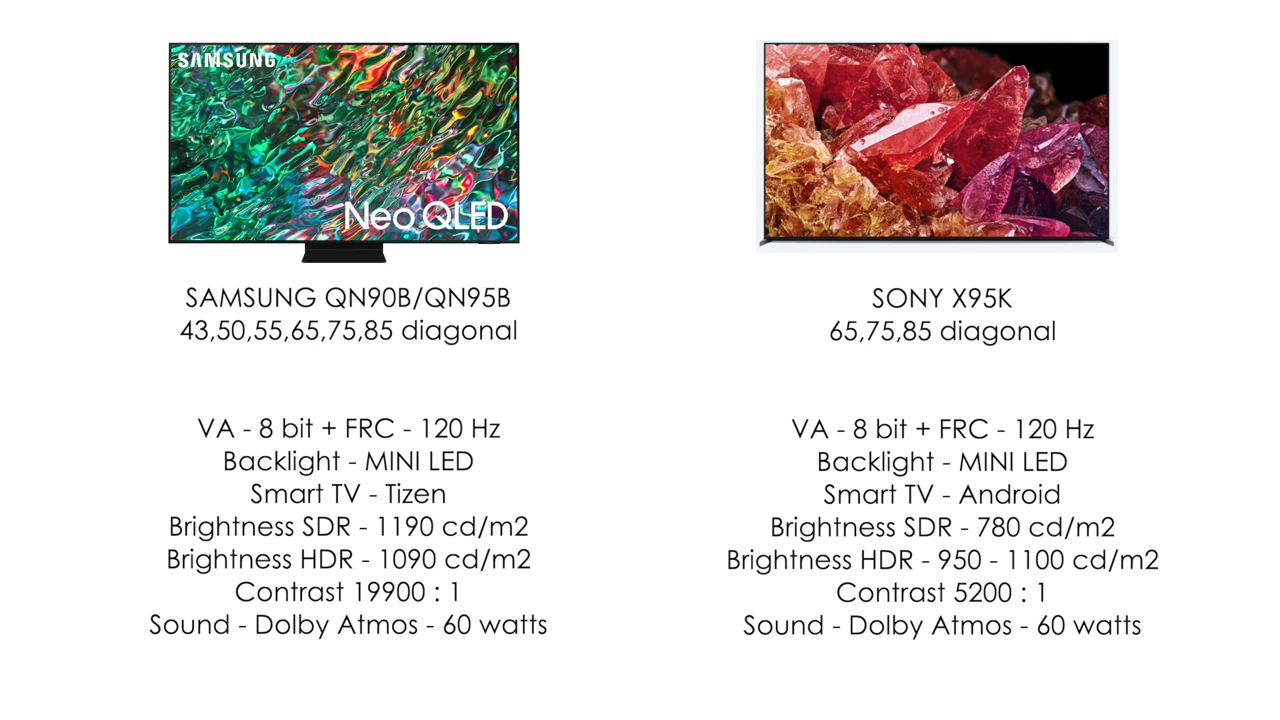 SAMSUNG
Neo QLED
SAMSUNG QN90B/QN95B
43,50,55,65,75,85 diagonal
VA - 8 bit + FRC - 120 Hz
Backlight - MINI LED
Smart TV - Tizen
Brightness SDR - 1190 cd/m2
Brightness HDR - 1090 cd/m2
Contrast 19900 : 1
Sound - Dolby Atmos - 60 watts
SONY X95K
65,75,85 diagonal
VA - 8 bit + FRC - 120 Hz
Backlight - MINI LED
Smart TV - Android
Brightness SDR - 780 cd/m2
Brightness HDR - 950 - 1100 cd/m2
Contrast 5200 : 1
Sound - Dolby Atmos - 60 watts